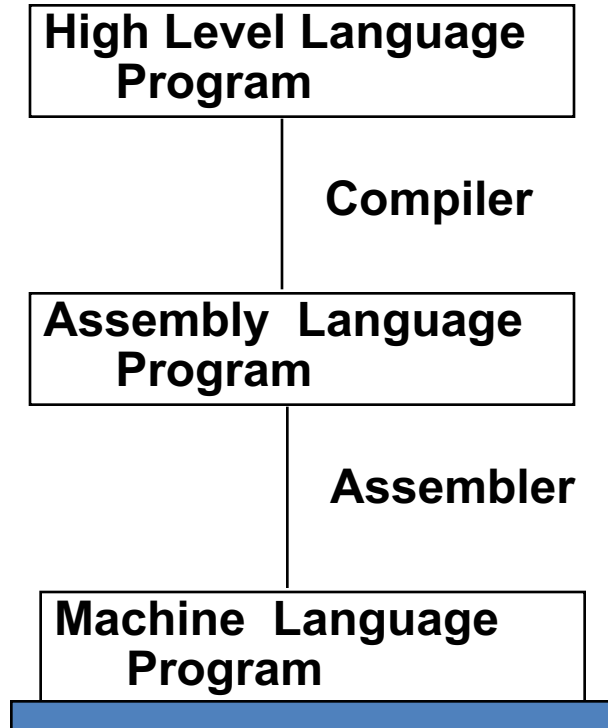 High Level Language
Program
Compiler
Assembly Language
Program
Assembler
Machine Language
Program